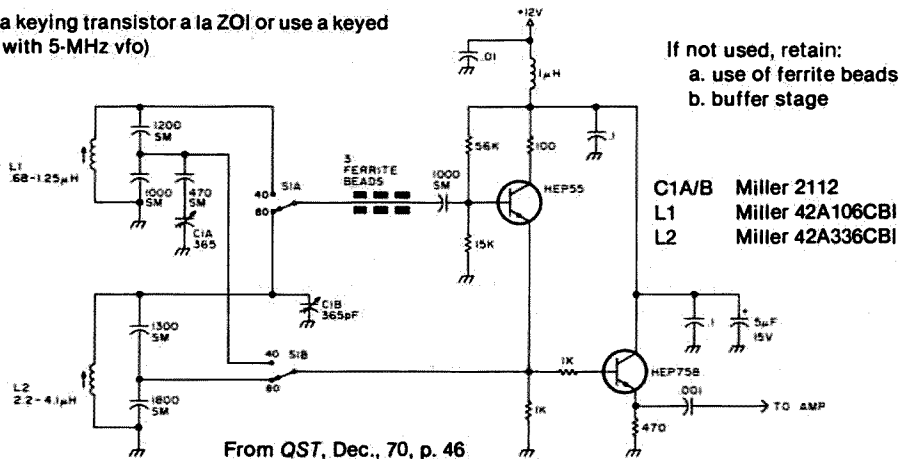 a keying transistor a la ZOI or use a keyed
with 5-MHz vfo)
+12V
.01
1μH
If not used, retain:
a. use of ferrite beads
b. buffer stage
1200
SM
L1
.68-1.25μH
1000
SM
470
SM
C1A
365
40
S1A
80
3
FERRITE
BEADS
1000
SM
56K
100
.1
HEP55
15K
C1A/B Miller 2112
L1 Miller 42A106CBI
L2 Miller 42A336CBI
C1B
365pF
1300
SM
40
S1B
80
L2
2.2-4.1μH
1800
SM
1K
1K
HEP758
.1
+
5μF
15V
.001
TO AMP
470
From QST, Dec., 70, p. 46